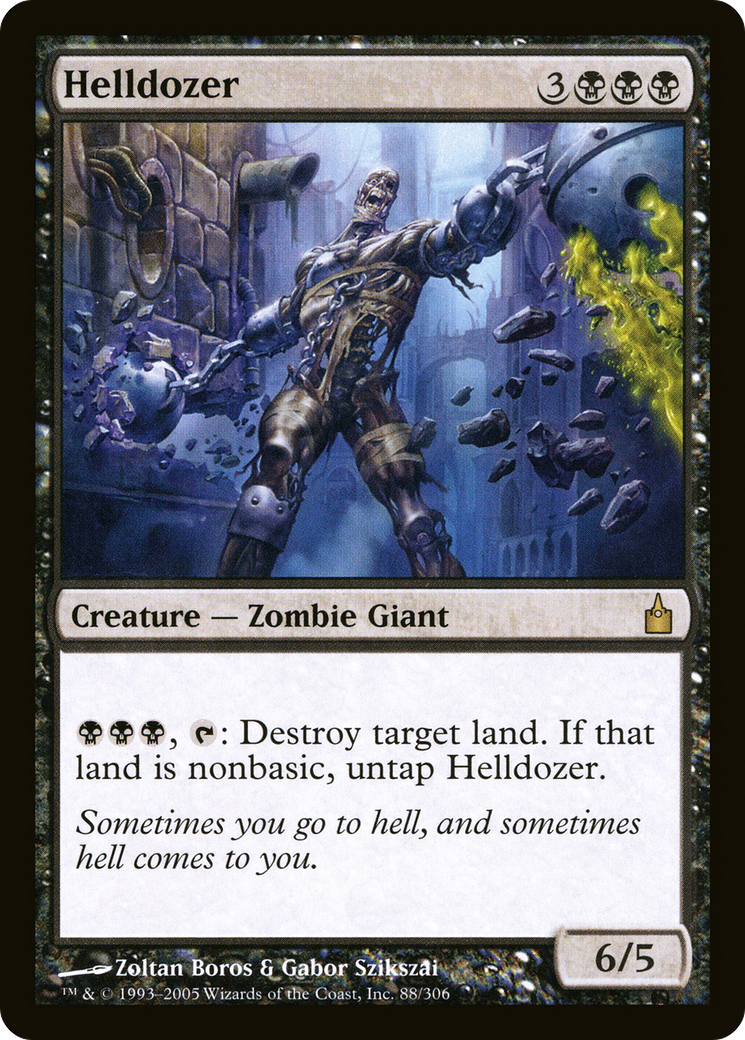 Helldozer 3
Creature — Zombie Giant
, : Destroy target land. If that
land is nonbasic, untap Helldozer.
Sometimes you go to hell, and sometimes
hell comes to you.
6/5
Zoltan Boros & Gabor Szikszai
™ & © 1993–2005 Wizards of the Coast, Inc. 88/306